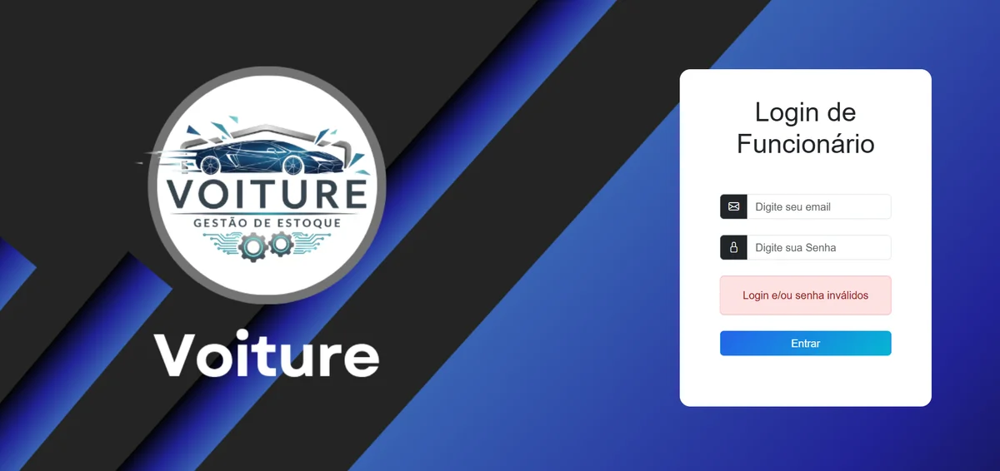 VOITURE
GESTÃO DE ESTOQUE
Voiture
Login de
Funcionário
Digite seu email
Digite sua Senha
Login e/ou senha inválidos
Entrar